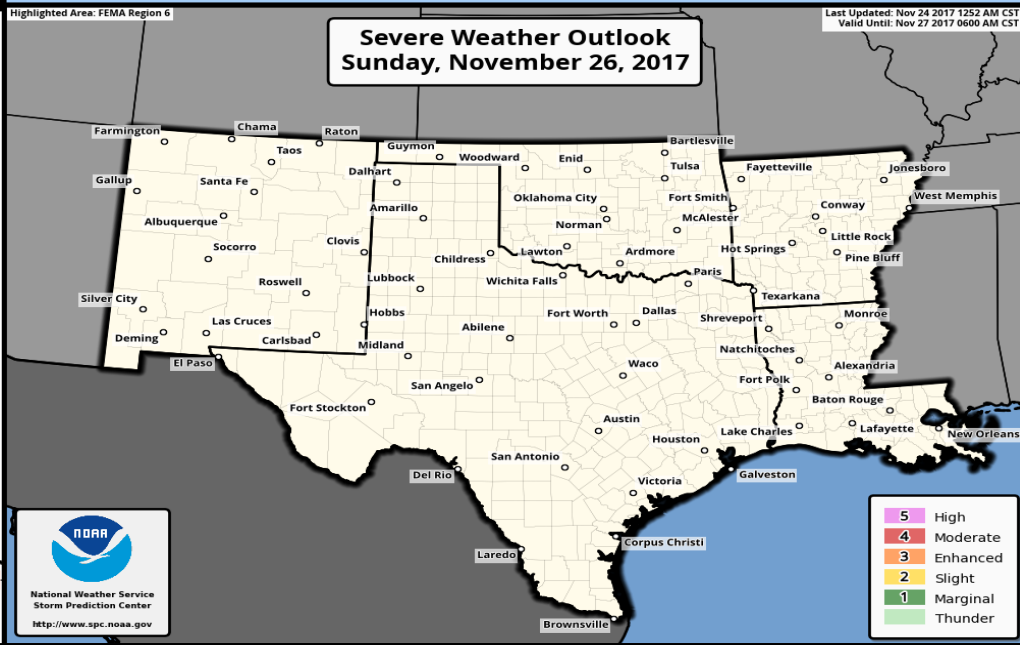 Highlighted Area: FEMA Region 6
Last Updated: Nov 24 2017 1252 AM CST
Valid Until: Nov 27 2017 0600 AM CST
Severe Weather Outlook
Sunday, November 26, 2017
Farmington
Chama
Raton
Taos
Gallup
Santa Fe
Albuquerque
Socorro
Clovis
Roswell
Silver City
Las Cruces
Deming
Carlsbad
Hobbs
El Paso
Guymon
Woodward
Enid
Bartlesville
Tulsa
Oklahoma City
Norman
McAlester
Lawton
Ardmore
Fayetteville
Jonesboro
West Memphis
Fort Smith
Conway
Little Rock
Hot Springs
Pine Bluff
Texarkana
Dalhart
Amarillo
Childress
Lubbock
Wichita Falls
Paris
Fort Worth
Dallas
Abilene
Midland
San Angelo
Waco
Fort Stockton
Austin
Houston
San Antonio
Del Rio
Victoria
Galveston
Laredo
Corpus Christi
Brownsville
Shreveport
Monroe
Natchitoches
Alexandria
Fort Polk
Baton Rouge
Lake Charles
Lafayette
New Orleans
NOAA
National Weather Service
Storm Prediction Center
http://www.spc.noaa.gov
5 High
4 Moderate
3 Enhanced
2 Slight
1 Marginal
Thunder